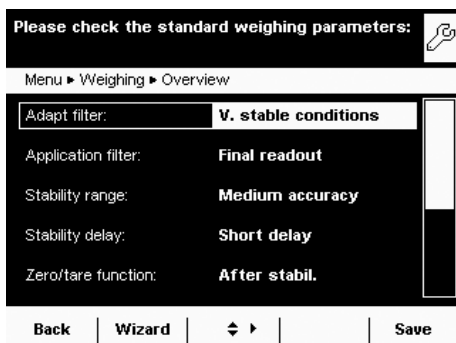 Please check the standard weighing parameters:
Menu ▸ Weighing ▸ Overview
Adapt filter: V. stable conditions
Application filter: Final readout
Stability range: Medium accuracy
Stability delay: Short delay
Zero/tare function: After stabil.
Back Wizard Save